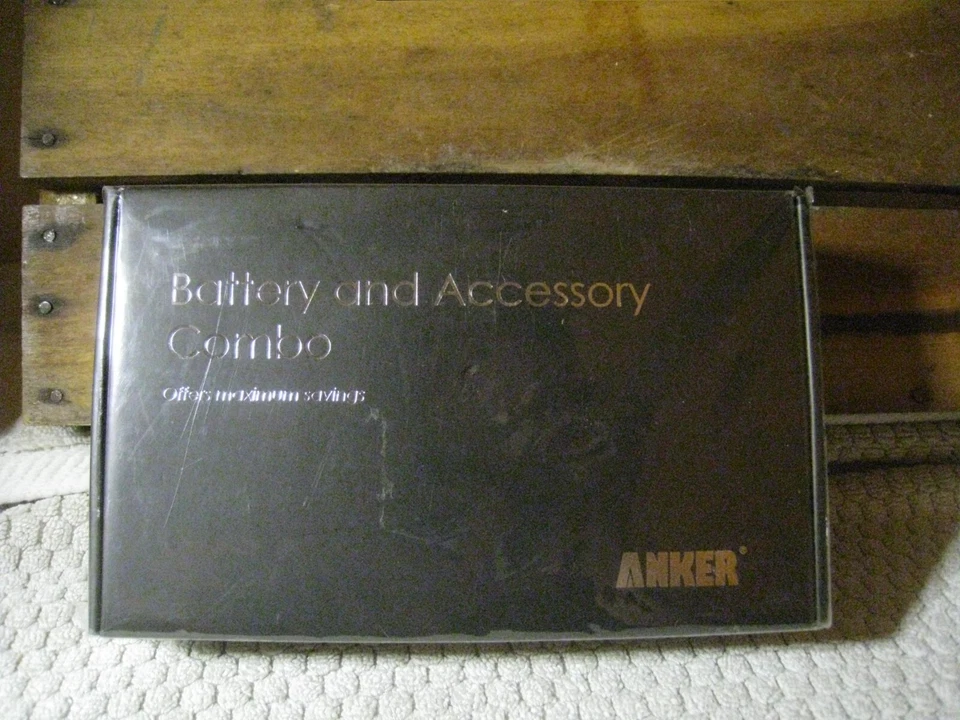 Battery and Accessory
Combo
Offers maximum savings
ANKER®